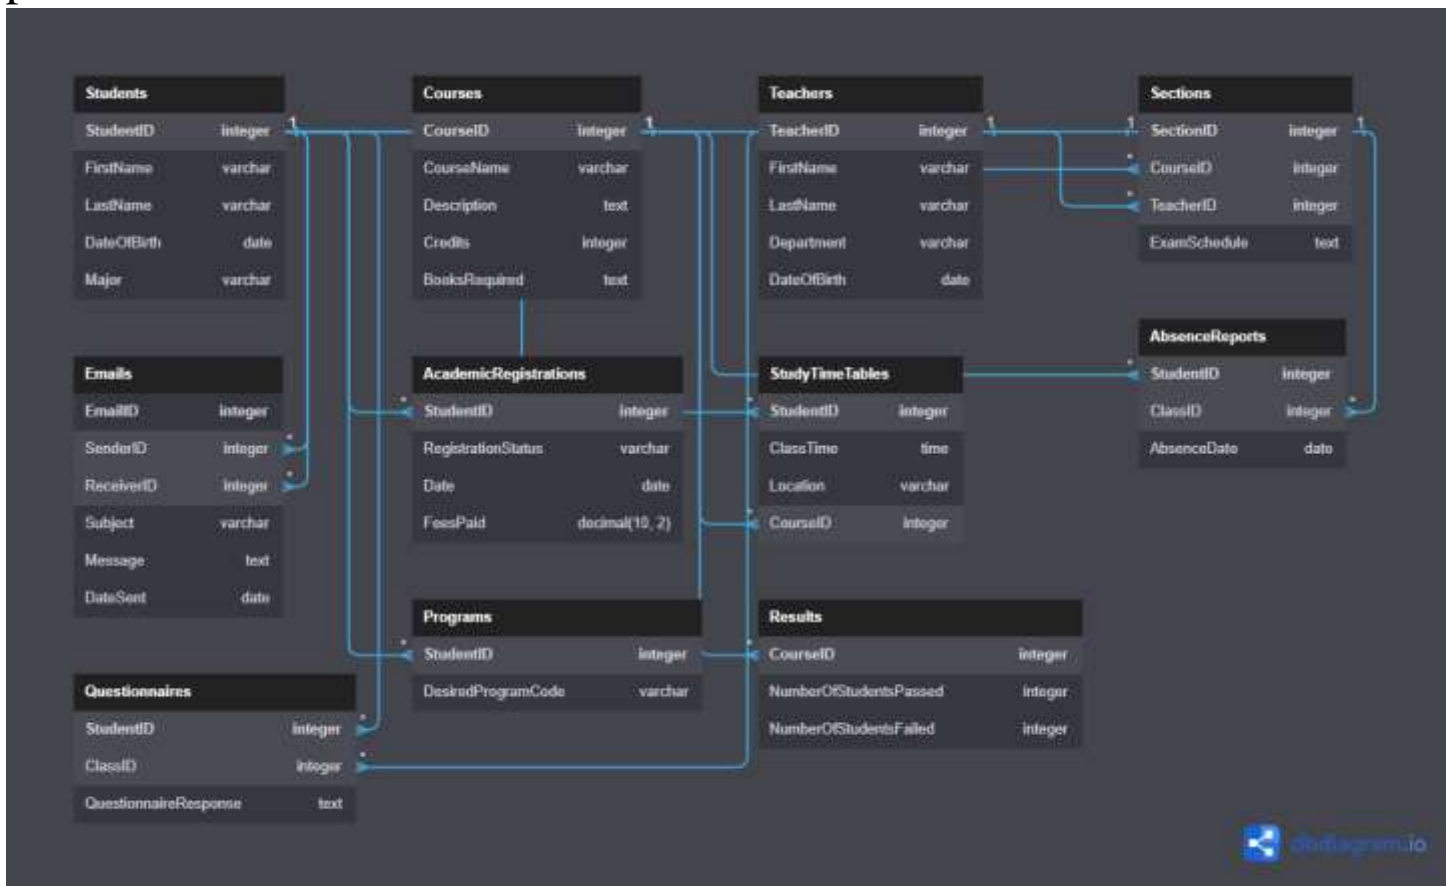 Students
StudentID integer 1
FirstName varchar
LastName varchar
DateOfBirth date
Major varchar
Courses
CourseID integer 1
CourseName varchar
Description text
Credits integer
BooksRequired text
Teachers
TeacherID integer 1
FirstName varchar
LastName varchar
Department varchar
DateOfBirth date
Sections
1 SectionID integer 1
* CourseID integer
* TeacherID integer
ExamSchedule text
Emails
EmailID integer
SenderID integer *
ReceiverID integer *
Subject varchar
Message text
DateSent date
AcademicRegistrations
* StudentID integer
RegistrationStatus varchar
Date date
FeesPaid decimal(10, 2)
StudyTimeTables
* StudentID integer
ClassTime time
Location varchar
* CourseID integer
AbsenceReports
* StudentID integer
ClassID integer *
AbsenceDate date
Programs
* StudentID integer
DesiredProgramCode varchar
Results
* CourseID integer
NumberOfStudentsPassed integer
NumberOfStudentsFailed integer
Questionnaires
StudentID integer *
ClassID integer *
QuestionnaireResponse text
dbdiagram.io